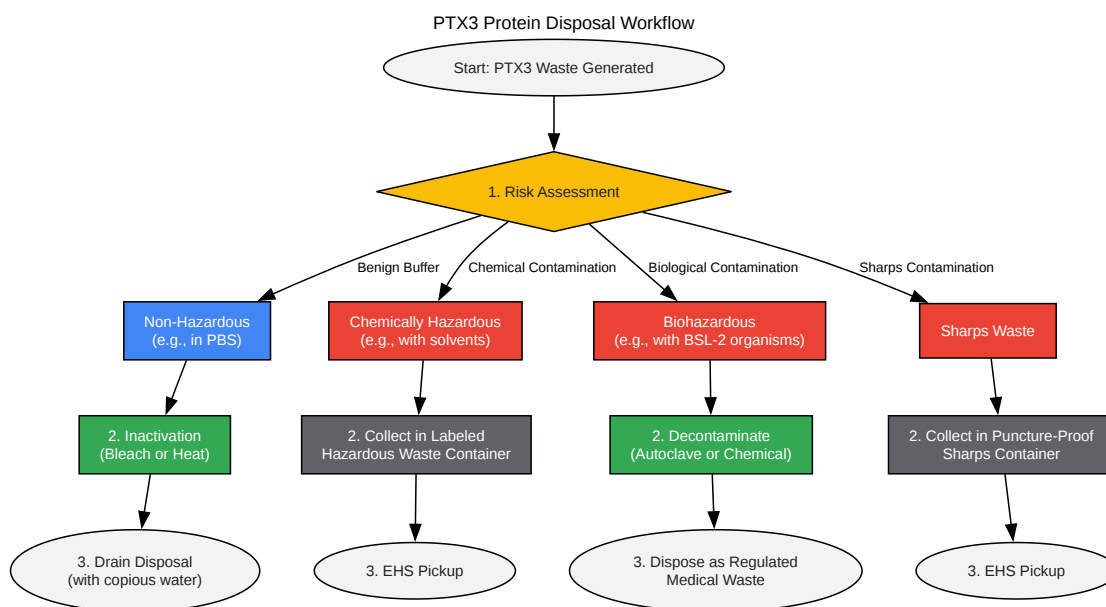 PTX3 Protein Disposal Workflow
Start: PTX3 Waste Generated
1. Risk Assessment
Benign Buffer
Chemical Contamination
Biological Contamination
Sharps Contamination
Non-Hazardous
(e.g., in PBS)
Chemically Hazardous
(e.g., with solvents)
Biohazardous
(e.g., with BSL-2 organisms)
Sharps Waste
2. Inactivation
(Bleach or Heat)
2. Collect in Labeled
Hazardous Waste Container
2. Decontaminate
(Autoclave or Chemical)
2. Collect in Puncture-Proof
Sharps Container
3. Drain Disposal
(with copious water)
3. EHS Pickup
3. Dispose as Regulated
Medical Waste
3. EHS Pickup